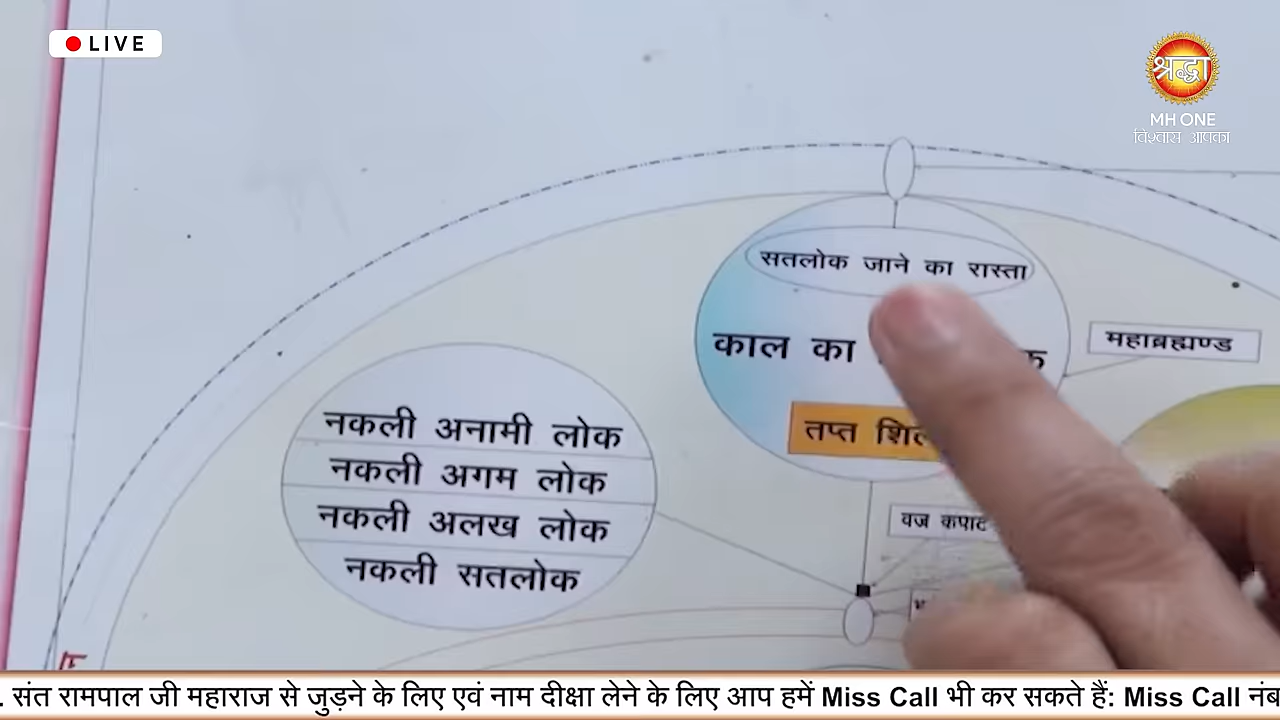 LIVE
श्रद्धा
MH ONE
विश्वास आपका
सतलोक जाने का रास्ता
काल का
महाब्रह्मण्ड
तप्त
नकली अनामी लोक
नकली अगम लोक
नकली अलख लोक
नकली सतलोक
वज्र कपाट
. संत रामपाल जी महाराज से जुड़ने के लिए एवं नाम दीक्षा लेने के लिए आप हमें Miss Call भी कर सकते हैं: Miss Call